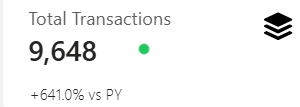 Total Transactions
9,648
+641.0% vs PY